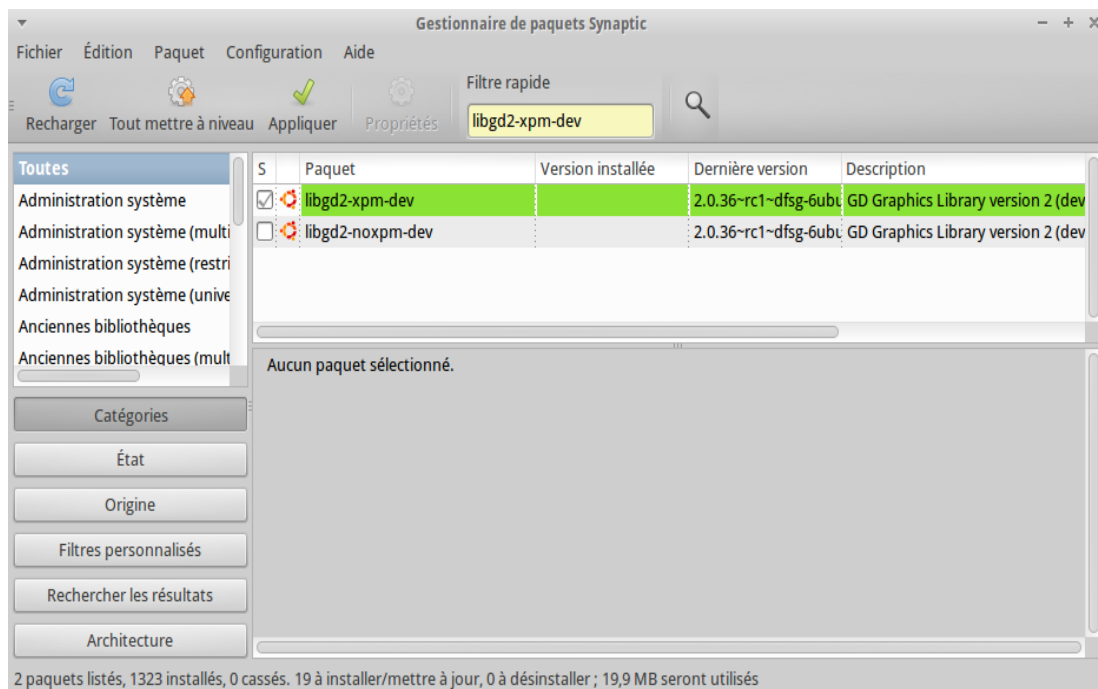 Gestionnaire de paquets Synaptic
Fichier Édition Paquet Configuration Aide
Recharger Tout mettre à niveau Appliquer Propriétés
Filtre rapide
libgd2-xpm-dev
Toutes
Administration système
Administration système (multi
Administration système (restri
Administration système (unive
Anciennes bibliothèques
Anciennes bibliothèques (mult
Catégories
État
Origine
Filtres personnalisés
Rechercher les résultats
Architecture
S Paquet Version installée Dernière version Description
libgd2-xpm-dev 2.0.36~rc1~dfsg-6ubu GD Graphics Library version 2 (dev
libgd2-noxpm-dev 2.0.36~rc1~dfsg-6ubu GD Graphics Library version 2 (dev
Aucun paquet sélectionné.
2 paquets listés, 1323 installés, 0 cassés. 19 à installer/mettre à jour, 0 à désinstaller ; 19,9 MB seront utilisés